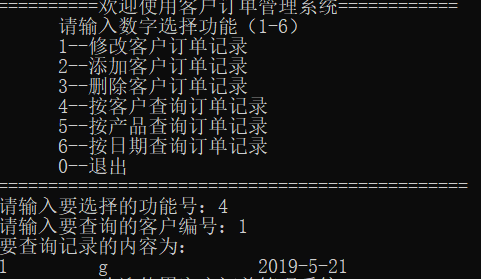 ==========欢迎使用客户订单管理系统============
请输入数字选择功能（1-6）
1--修改客户订单记录
2--添加客户订单记录
3--删除客户订单记录
4--按客户查询订单记录
5--按产品查询订单记录
6--按日期查询订单记录
0--退出
===============================================
请输入要选择的功能号：4
请输入要查询的客户编号：1
要查询记录的内容为：
1 g 2019-5-21